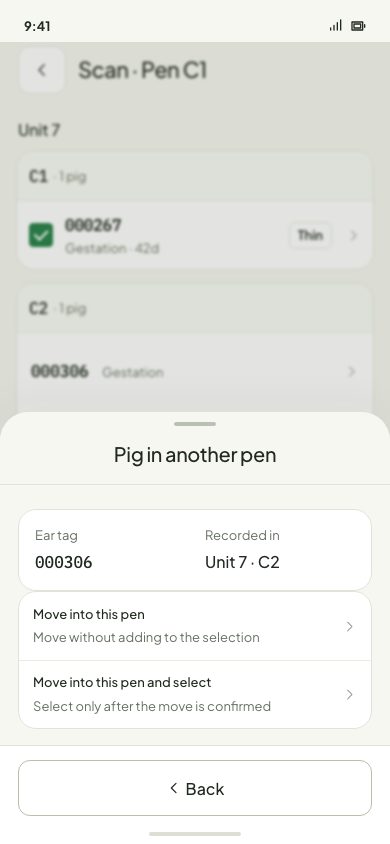 9:41
Scan · Pen C1
Unit 7
C1 · 1 pig
000267
Gestation · 42d
Thin
C2 · 1 pig
000306 Gestation
Pig in another pen
Ear tag
000306
Recorded in
Unit 7 · C2
Move into this pen
Move without adding to the selection
Move into this pen and select
Select only after the move is confirmed
Back